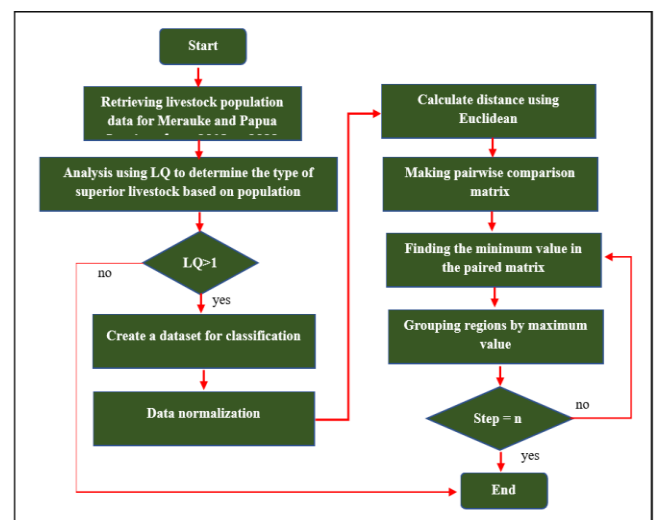 Start
Retrieving livestock population
data for Merauke and Papua
Analysis using LQ to determine the type of
superior livestock based on population
LQ>1
no
yes
Create a dataset for classification
Data normalization
Calculate distance using
Euclidean
Making pairwise comparison
matrix
Finding the minimum value in
the paired matrix
Grouping regions by maximum
value
Step = n
no
yes
End